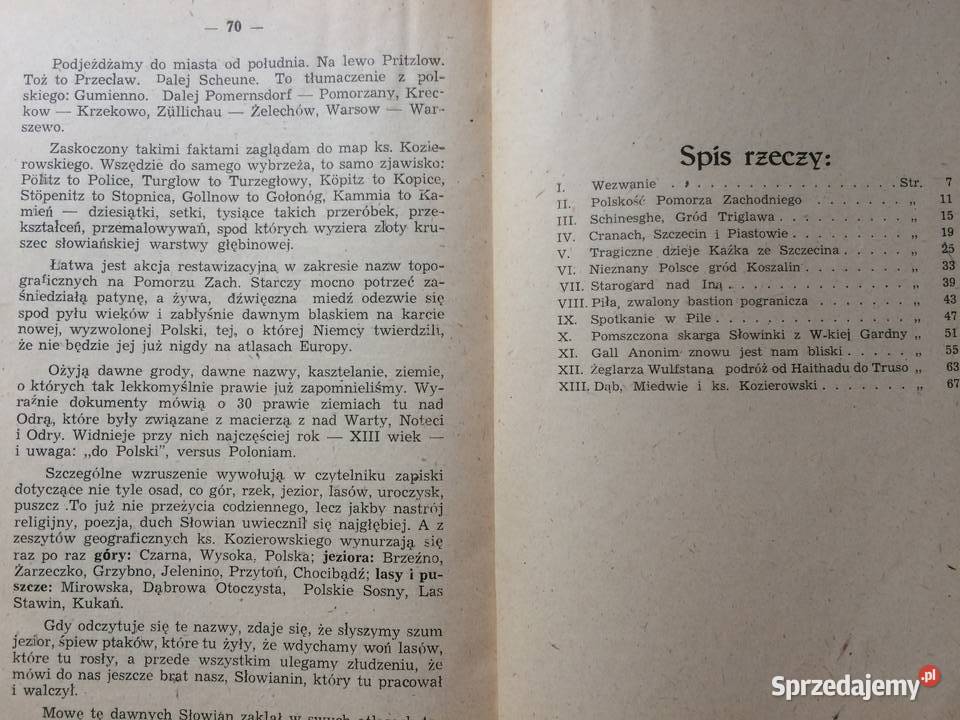 — 70 —
Podjeżdżamy do miasta od południa. Na lewo Pritzlow.
Toż to Przecław. Dalej Scheune. To tłumaczenie z pol-
skiego: Gumienno. Dalej Pomernsdorf — Pomorzany, Krec-
kow — Krzekowo, Züllichau — Żelechów, Warsow — War-
szewo.
Zaskoczony takimi faktami zaglądam do map ks. Kozie-
rowskiego. Wszędzie do samego wybrzeża, to samo zjawisko:
Pölitz to Police, Turglow to Turzegłowy, Köpitz to Kopice,
Stöpenitz to Stopnica, Gollnow to Gołonóg, Kammia to Ka-
mień — dziesiątki, setki, tysiące takich przeróbek, prze-
kształceń, przemalowywań, spod których wyziera złoty kru-
szec słowiańskiej warstwy głębinowej.
Łatwa jest akcja restawizacyjna w zakresie nazw topo-
graficznych na Pomorzu Zach. Starczy mocno potrzeć za-
śniedziałą patynę, a żywa, dźwięczna miedź odezwie się
spod pyłu wieków i zabłyśnie dawnym blaskiem na karcie
nowej, wyzwolonej Polski, tej, o której Niemcy twierdzili,
że nie będzie jej już nigdy na atlasach Europy.
Ożyją dawne grody, dawne nazwy, kasztelanie, ziemie,
o których tak lekkomyślnie prawie już zapomnieliśmy. Wy-
raźnie dokumenty mówią o 30 prawie ziemiach tu nad
Odrą, które były związane z macierzą z nad Warty, Noteci
i Odry. Widnieje przy nich najczęściej rok — XIII wiek —
i uwaga: „do Polski”, versus Poloniam.
Szczególne wzruszenie wywołują w czytelniku zapiski
dotyczące nie tyle osad, co gór, rzek, jezior, lasów, uroczysk,
puszcz .To już nie przeżycia codziennego, lecz jakby nastrój
religijny, poezja, duch Słowian uwiecznił się najgłębiej. A z
zeszytów geograficznych ks. Kozierowskiego wynurzają się
raz po raz góry: Czarna, Wysoka, Polska; jeziora: Brzeźno,
Żarzeczko, Grzybno, Jelenino, Przytoń, Chocibądź; lasy i pu-
szcze: Mirowska, Dąbrowa Otoczysta, Polskie Sosny, Las
Stawin, Kukań.
Gdy odczytuje się te nazwy, zdaje się, że słyszymy szum
jezior, śpiew ptaków, które tu żyły, że wdychamy woń lasów,
które tu rosły, a przede wszystkim ulegamy złudzeniu, że
mówi do nas jeszcze brat nasz, Słowianin, który tu pracował
i walczył.
Mowę tę dawnych Słowian zaklął w swych
Spis rzeczy:
I. Wezwanie . . . . . . . . . . . . . . . . . Str. 7
II. Polskość Pomorza Zachodniego . . . . . . . „ 11
III. Schinesghe, Gród Triglawa . . . . . . . . . „ 15
IV. Cranach, Szczecin i Piastowie . . . . . . . . „ 19
V. Tragiczne dzieje Kaźka ze Szczecina . . . . . „ 25
VI. Nieznany Polsce gród Koszalin . . . . . . . „ 33
VII. Starogard nad Iną . . . . . . . . . . . . . „ 39
VIII. Piła, zwalony bastion pogranicza . . . . . . . „ 43
IX. Spotkanie w Pile . . . . . . . . . . . . . . „ 47
X. Pomszczona skarga Słowinki z W-kiej Gardny „ 51
XI. Gall Anonim znowu jest nam bliski . . . . . „ 55
XII. Żeglarza Wulfstana podróż od Haithadu do Truso „ 63
XIII. Dąb, Miedwie i ks. Kozierowski . . . . . . . „ 67
Sprzedajemy.pl